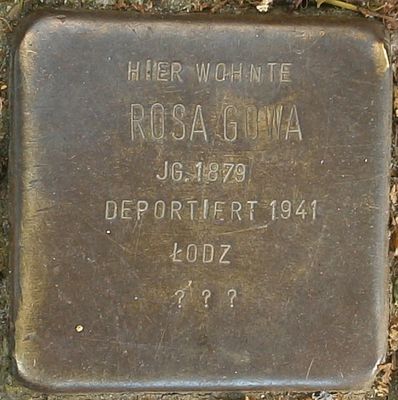 HIER WOHNTE
ROSA GOWA
JG. 1879
DEPORTIERT 1941
ŁODZ
? ? ?